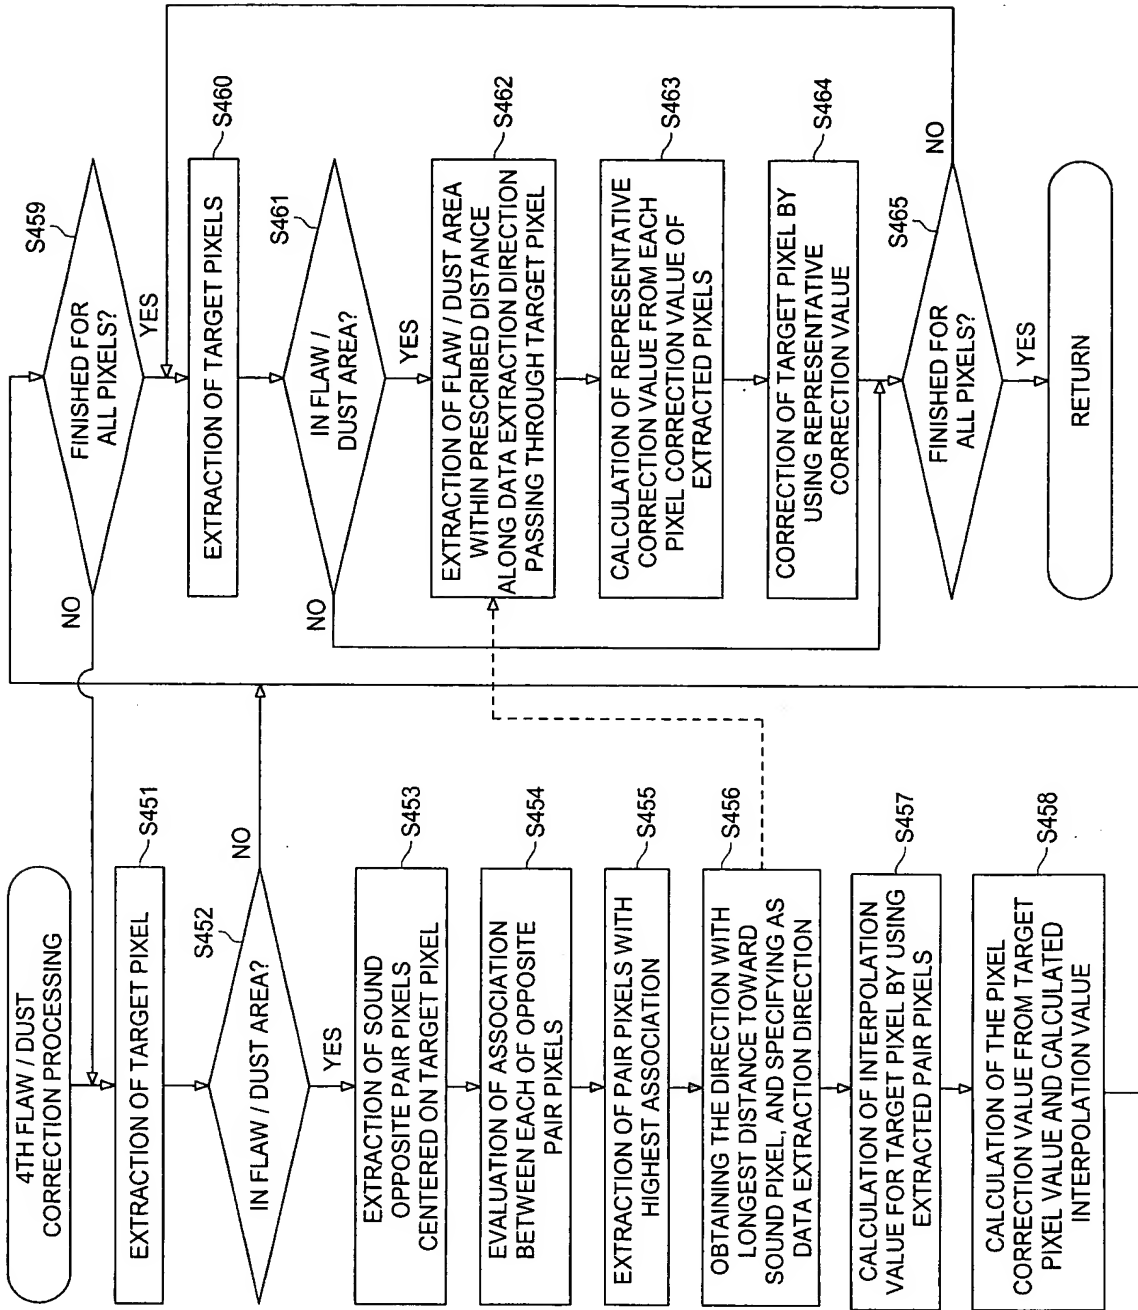 4TH FLAW / DUST
CORRECTION PROCESSING
EXTRACTION OF TARGET PIXEL
S451
IN FLAW / DUST AREA?
S452
NO
YES
EXTRACTION OF SOUND
OPPOSITE PAIR PIXELS
CENTERED ON TARGET PIXEL
S453
EVALUATION OF ASSOCIATION
BETWEEN EACH OF OPPOSITE
PAIR PIXELS
S454
EXTRACTION OF PAIR PIXELS WITH
HIGHEST ASSOCIATION
S455
OBTAINING THE DIRECTION WITH
LONGEST DISTANCE TOWARD
SOUND PIXEL, AND SPECIFYING AS
DATA EXTRACTION DIRECTION
S456
CALCULATION OF INTERPOLATION
VALUE FOR TARGET PIXEL BY USING
EXTRACTED PAIR PIXELS
S457
CALCULATION OF THE PIXEL
CORRECTION VALUE FROM TARGET
PIXEL VALUE AND CALCULATED
INTERPOLATION VALUE
S458
FINISHED FOR
ALL PIXELS?
S459
NO
YES
EXTRACTION OF TARGET PIXELS
S460
IN FLAW /
DUST AREA?
S461
NO
YES
EXTRACTION OF FLAW / DUST AREA
WITHIN PRESCRIBED DISTANCE
ALONG DATA EXTRACTION DIRECTION
PASSING THROUGH TARGET PIXEL
S462
CALCULATION OF REPRESENTATIVE
CORRECTION VALUE FROM EACH
PIXEL CORRECTION VALUE OF
EXTRACTED PIXELS
S463
CORRECTION OF TARGET PIXEL BY
USING REPRESENTATIVE
CORRECTION VALUE
S464
FINISHED FOR
ALL PIXELS?
S465
NO
YES
RETURN